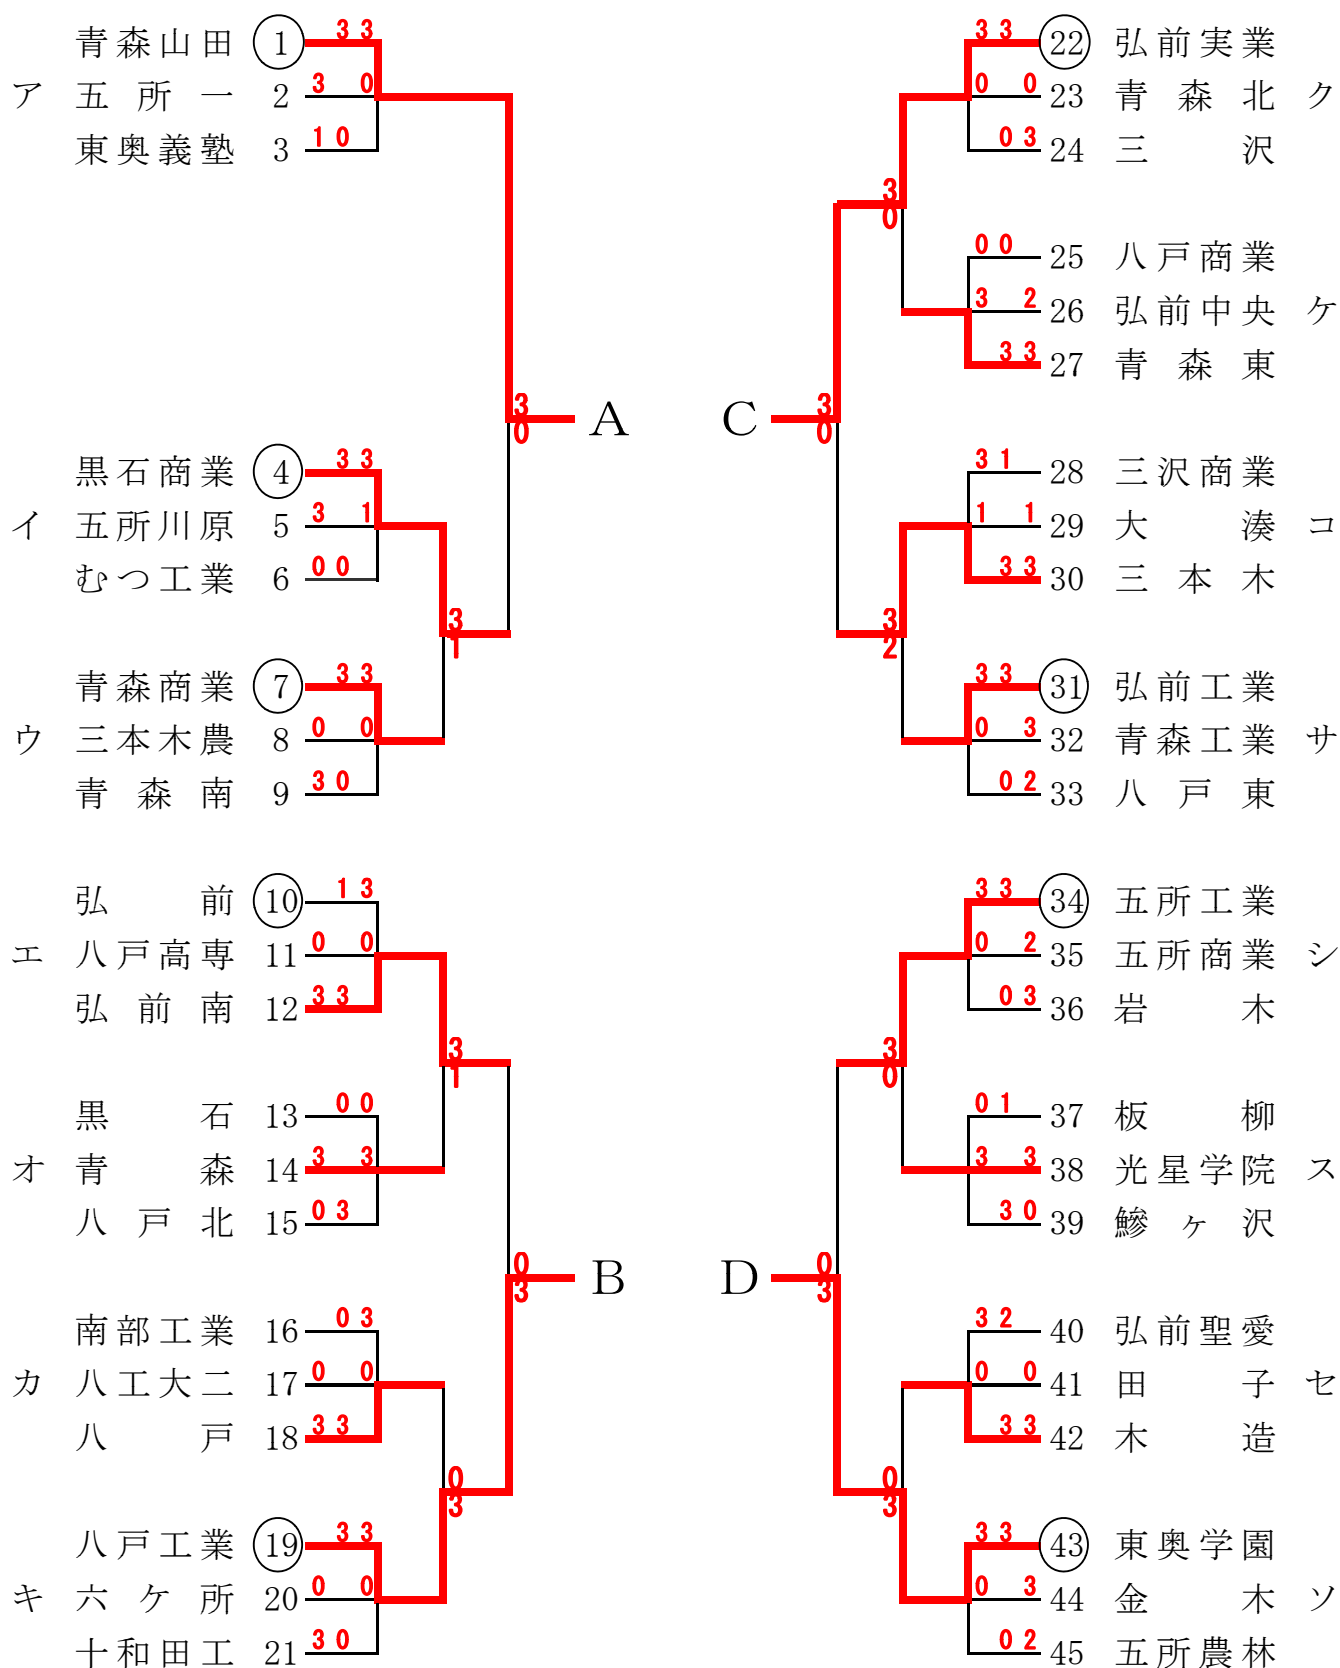 青森山田 1 3 3
ア 五所一 2 3 0
東奥義塾 3 1 0
黒石商業 4 3 3
イ 五所川原 5 3 1
むつ工業 6 0 0
3
1
青森商業 7 3 3
ウ 三本木農 8 0 0
青森南 9 3 0
3
0
A
弘前 10 1 3
エ 八戸高専 11 0 0
弘前南 12 3 3
3
1
黒石 13 0 0
オ 青森 14 3 3
八戸北 15 0 3
0
3
B
南部工業 16 0 3
カ 八工大二 17 0 0
八戸 18 3 3
0
3
八戸工業 19 3 3
キ 六ケ所 20 0 0
十和田工 21 3 0
3 3 22 弘前実業
0 0 23 青森北 ク
0 3 24 三沢
3
0
0 0 25 八戸商業
3 2 26 弘前中央 ケ
3 3 27 青森東
C
3
0
3 1 28 三沢商業
1 1 29 大湊 コ
3 3 30 三本木
3
2
3 3 31 弘前工業
0 3 32 青森工業 サ
0 2 33 八戸東
3 3 34 五所工業
0 2 35 五所商業 シ
0 3 36 岩木
3
0
0 1 37 板柳
3 3 38 光星学院 ス
3 0 39 鰺ヶ沢
D
0
3
3 2 40 弘前聖愛
0 0 41 田子 セ
3 3 42 木造
0
3
3 3 43 東奥学園
0 3 44 金木 ソ
0 2 45 五所農林